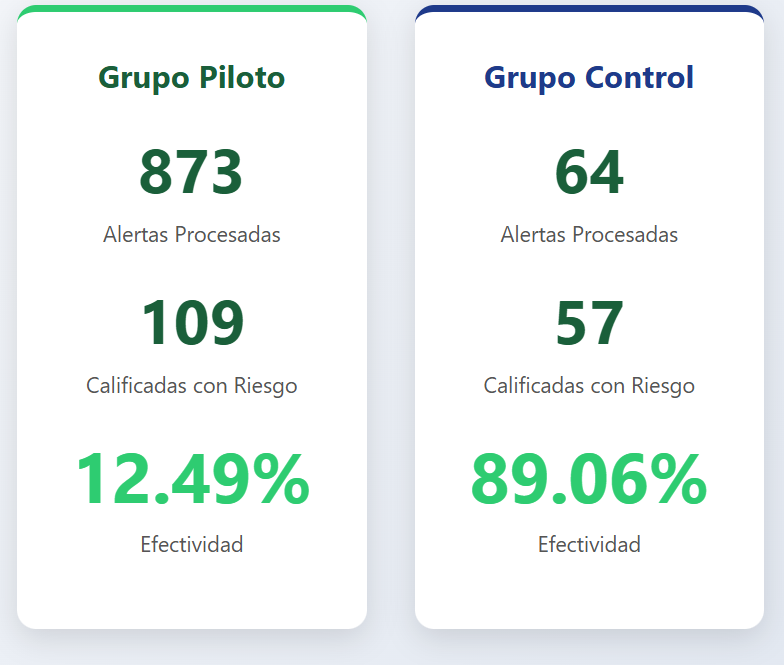 Grupo Piloto
873
Alertas Procesadas
109
Calificadas con Riesgo
12.49%
Efectividad
Grupo Control
64
Alertas Procesadas
57
Calificadas con Riesgo
89.06%
Efectividad